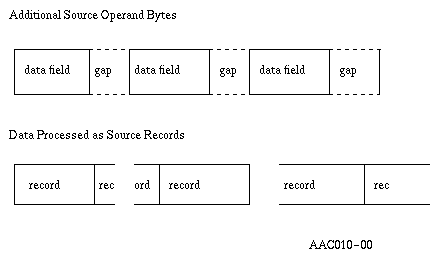 Additional Source Operand Bytes
data field gap data field gap data field gap
Data Processed as Source Records
record rec ord record record rec
AAC010-00